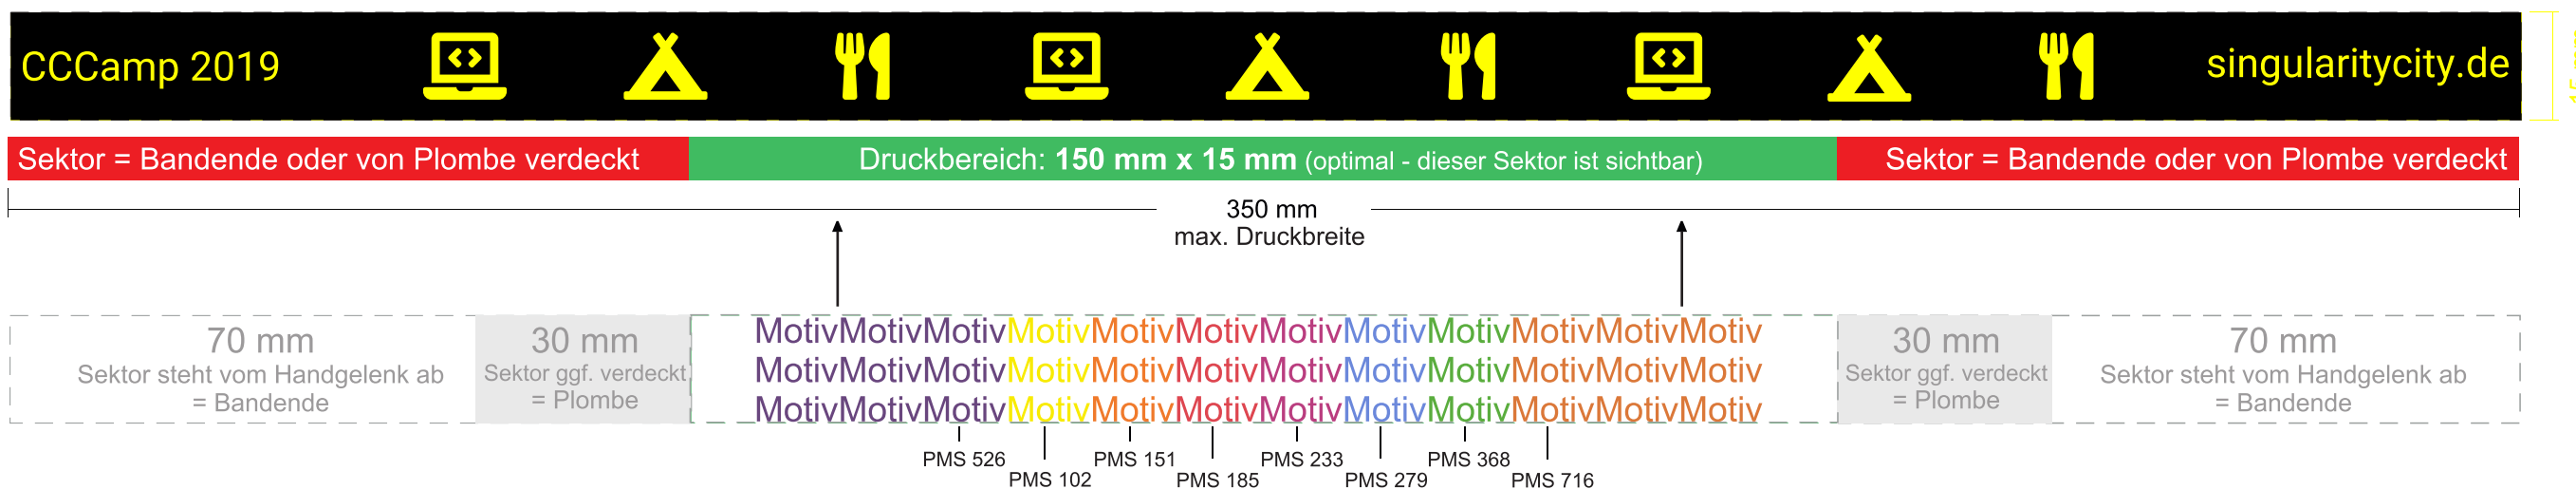 CCCamp 2019
singularitycity.de
Sektor = Bandende oder von Plombe verdeckt
Druckbereich: 150 mm x 15 mm (optimal - dieser Sektor ist sichtbar)
Sektor = Bandende oder von Plombe verdeckt
350 mm
max. Druckbreite
70 mm
Sektor steht vom Handgelenk ab
= Bandende
30 mm
Sektor ggf. verdeckt
= Plombe
MotivMotivMotivMotivMotivMotivMotivMotivMotivMotivMotivMotiv
MotivMotivMotivMotivMotivMotivMotivMotivMotivMotivMotivMotiv
MotivMotivMotivMotivMotivMotivMotivMotivMotivMotivMotivMotiv
30 mm
Sektor ggf. verdeckt
= Plombe
70 mm
Sektor steht vom Handgelenk ab
= Bandende
PMS 526
PMS 102
PMS 151
PMS 185
PMS 233
PMS 279
PMS 368
PMS 716